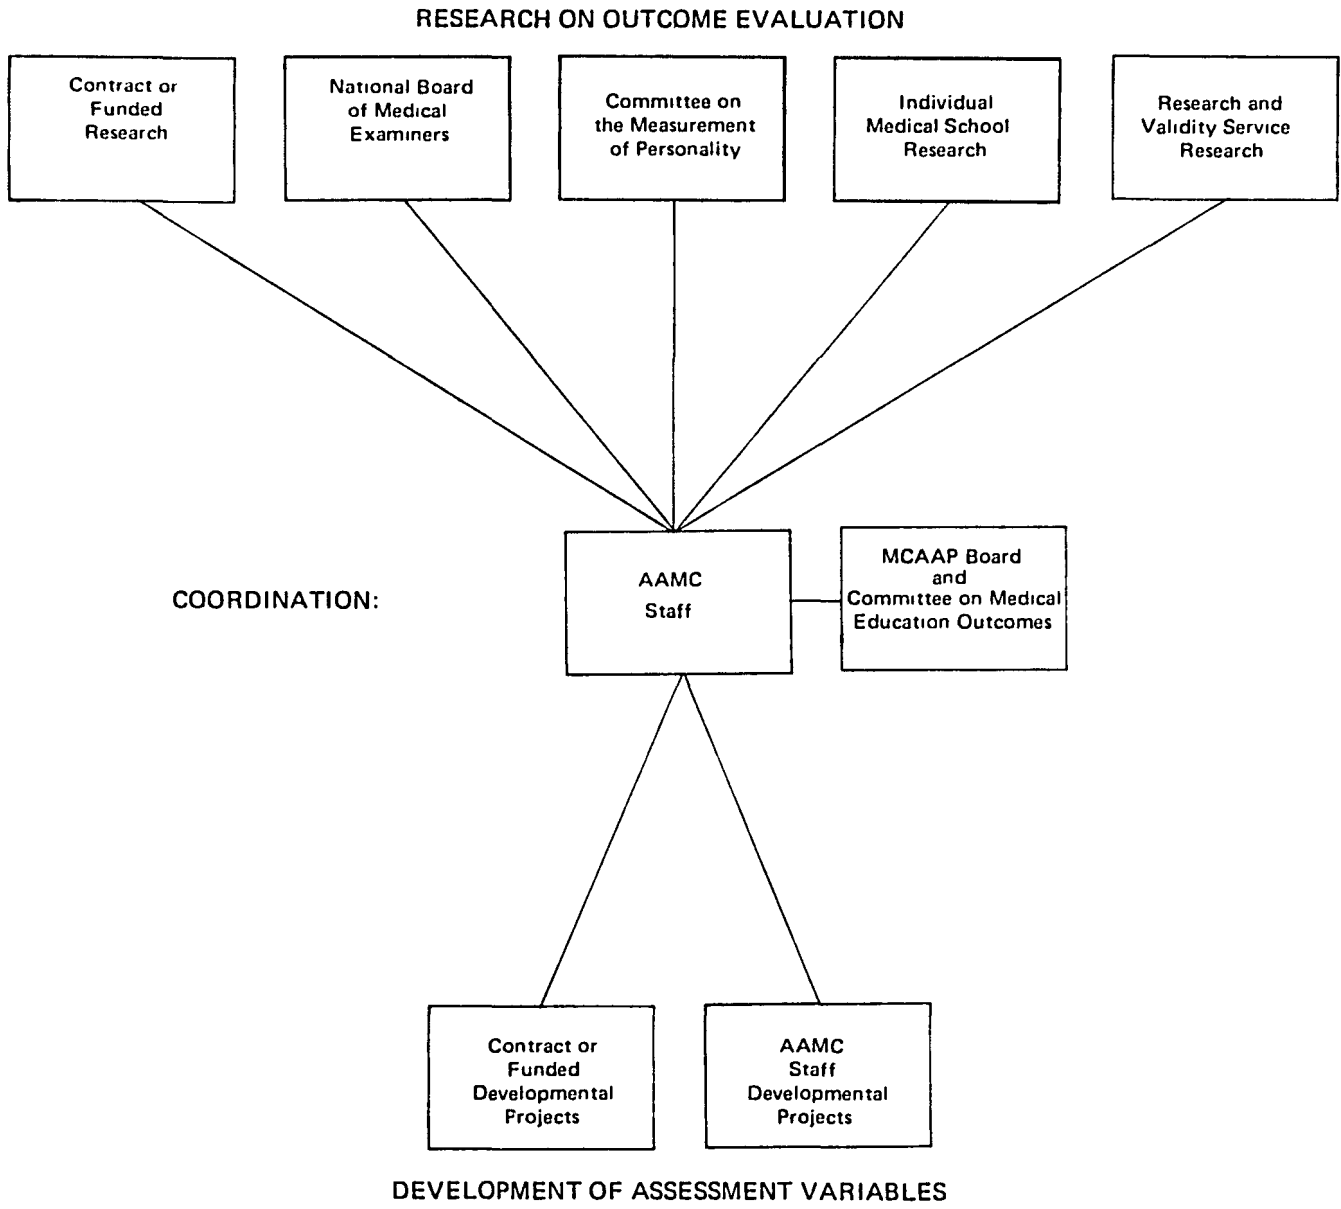 RESEARCH ON OUTCOME EVALUATION
Contract or
Funded
Research
National Board
of Medical
Examiners
Committee on
the Measurement
of Personality
Individual
Medical School
Research
Research and
Validity Service
Research
COORDINATION:
AAMC
Staff
MCAAP Board
and
Committee on Medical
Education Outcomes
Contract or
Funded
Developmental
Projects
AAMC
Staff
Developmental
Projects
DEVELOPMENT OF ASSESSMENT VARIABLES